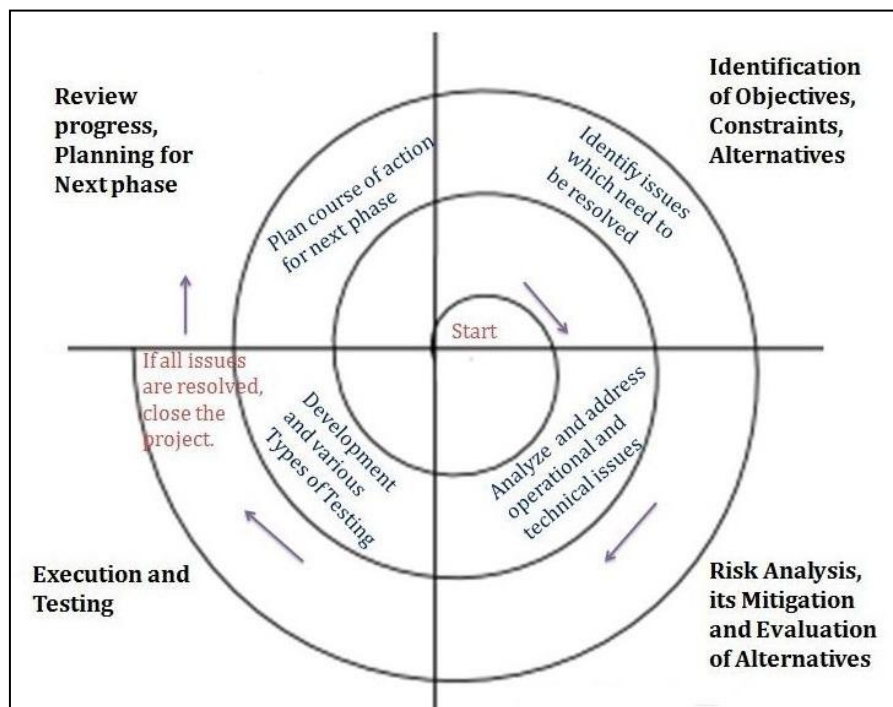 Review
progress,
Planning for
Next phase
Identification
of Objectives,
Constraints,
Alternatives
Plan course of action
for next phase
Identify issues
which need to
be resolved
Start
If all issues
are resolved,
close the
project.
Development
and various
Types of Testing
Analyze and address
operational and
technical issues
Execution and
Testing
Risk Analysis,
its Mitigation
and Evaluation
of Alternatives